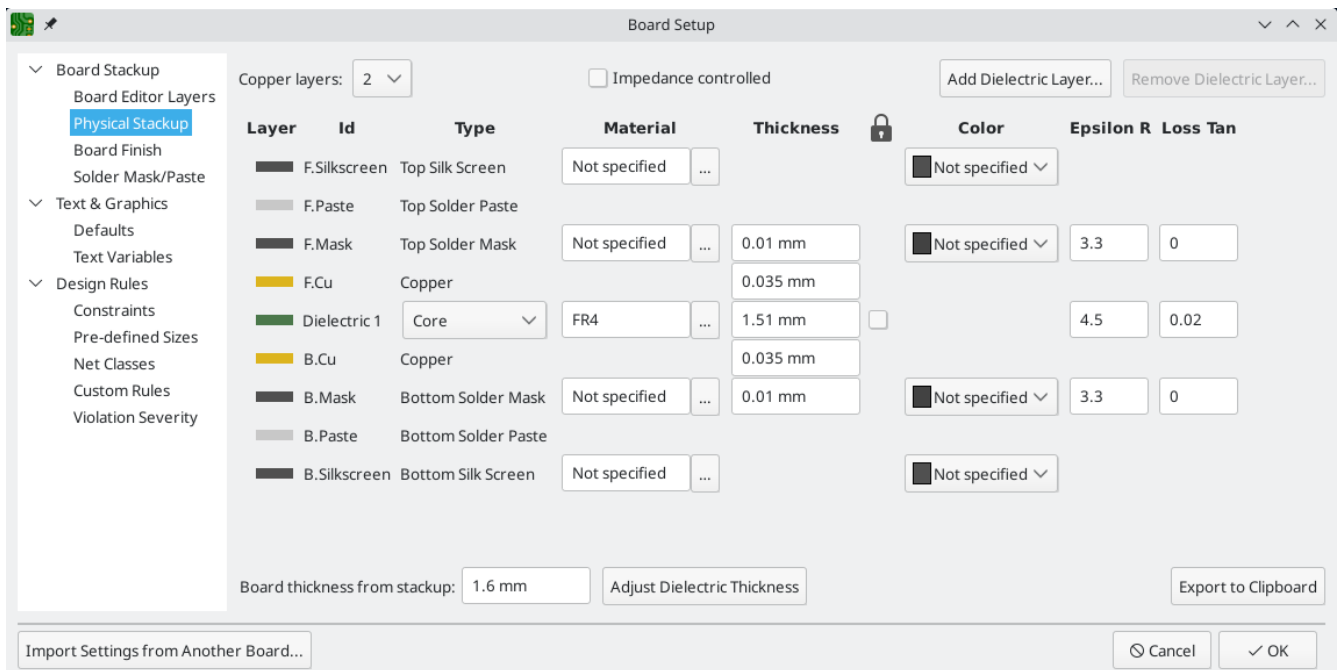 Board Setup
Board Stackup
Board Editor Layers
Physical Stackup
Board Finish
Solder Mask/Paste
Text & Graphics
Defaults
Text Variables
Design Rules
Constraints
Pre-defined Sizes
Net Classes
Custom Rules
Violation Severity
Copper layers: 2 Impedance controlled Add Dielectric Layer... Remove Dielectric Layer...
Layer Id Type Material Thickness Color Epsilon R Loss Tan
F.Silkscreen Top Silk Screen Not specified ... Not specified
F.Paste Top Solder Paste
F.Mask Top Solder Mask Not specified ... 0.01 mm Not specified 3.3 0
F.Cu Copper 0.035 mm
Dielectric 1 Core FR4 ... 1.51 mm 4.5 0.02
B.Cu Copper 0.035 mm
B.Mask Bottom Solder Mask Not specified ... 0.01 mm Not specified 3.3 0
B.Paste Bottom Solder Paste
B.Silkscreen Bottom Silk Screen Not specified ... Not specified
Board thickness from stackup: 1.6 mm Adjust Dielectric Thickness Export to Clipboard
Import Settings from Another Board... Cancel OK